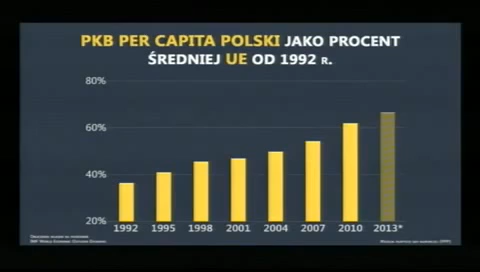 PKB PER CAPITA POLSKI JAKO PROCENT
ŚREDNIEJ UE OD 1992 R.
80%
60%
40%
20%
1992 1995 1998 2001 2004 2007 2010 2013*